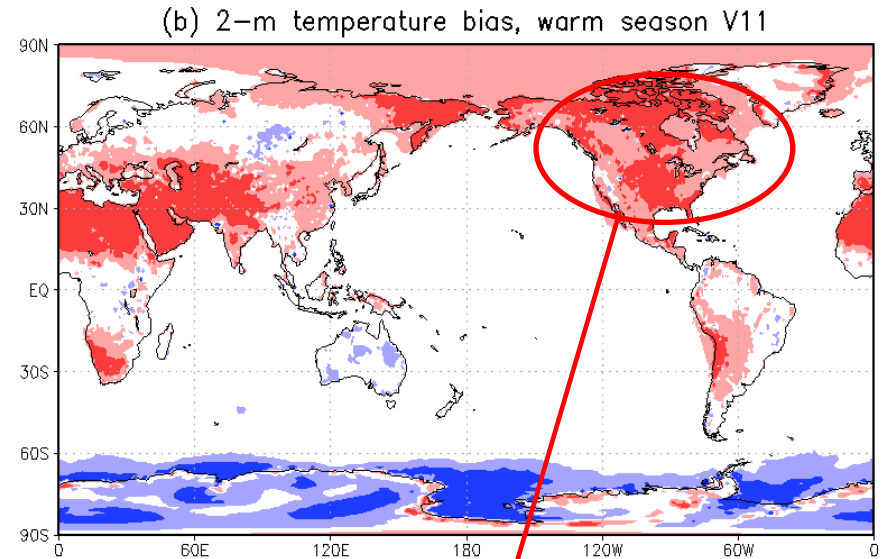 (b) 2-m temperature bias, warm season V11
90N
60N
30N
EQ
30S
60S
90S
0 60E 120E 180 120W 60W 0